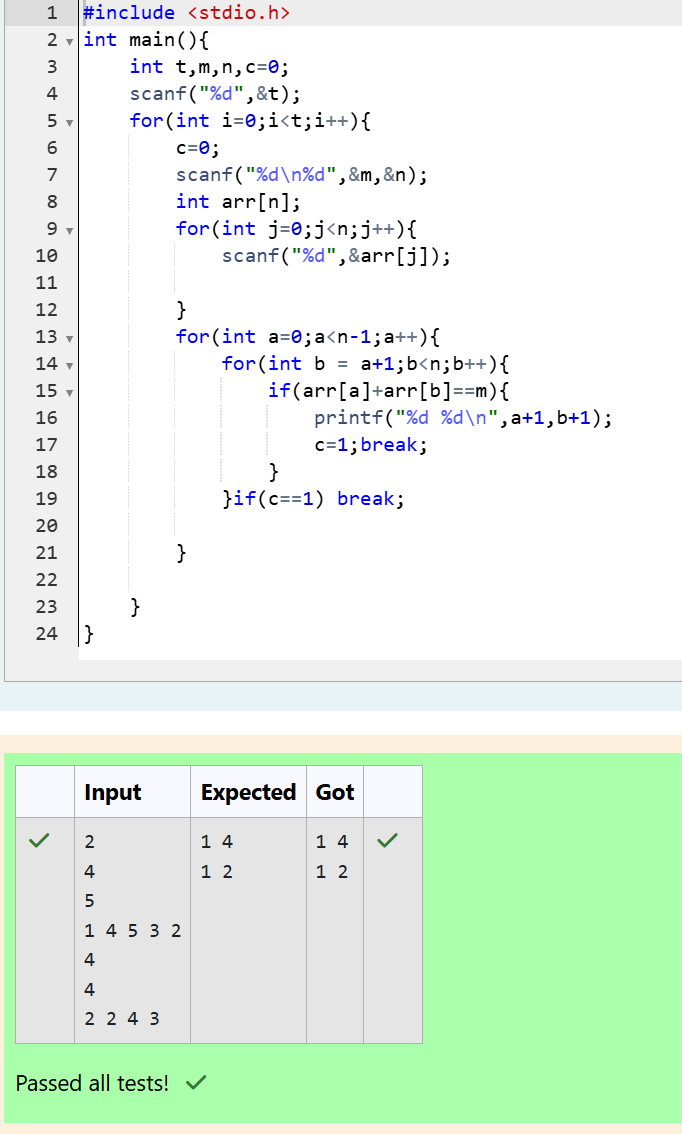 1 #include <stdio.h>
2 int main(){
3     int t,m,n,c=0;
4     scanf("%d",&t);
5     for(int i=0;i<t;i++){
6         c=0;
7         scanf("%d\n%d",&m,&n);
8         int arr[n];
9         for(int j=0;j<n;j++){
10             scanf("%d",&arr[j]);
11
12         }
13         for(int a=0;a<n-1;a++){
14             for(int b = a+1;b<n;b++){
15                 if(arr[a]+arr[b]==m){
16                     printf("%d %d\n",a+1,b+1);
17                     c=1;break;
18                 }
19             }if(c==1) break;
20
21         }
22
23     }
24 }
Input Expected Got
2 1 4 1 4
4 1 2 1 2
5
1 4 5 3 2
4
4
2 2 4 3
Passed all tests!